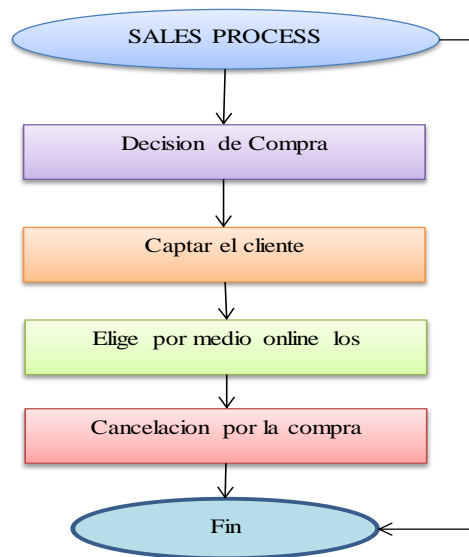 SALES PROCESS
Decision de Compra
Captar el cliente
Elige por medio online los
Cancelacion por la compra
Fin